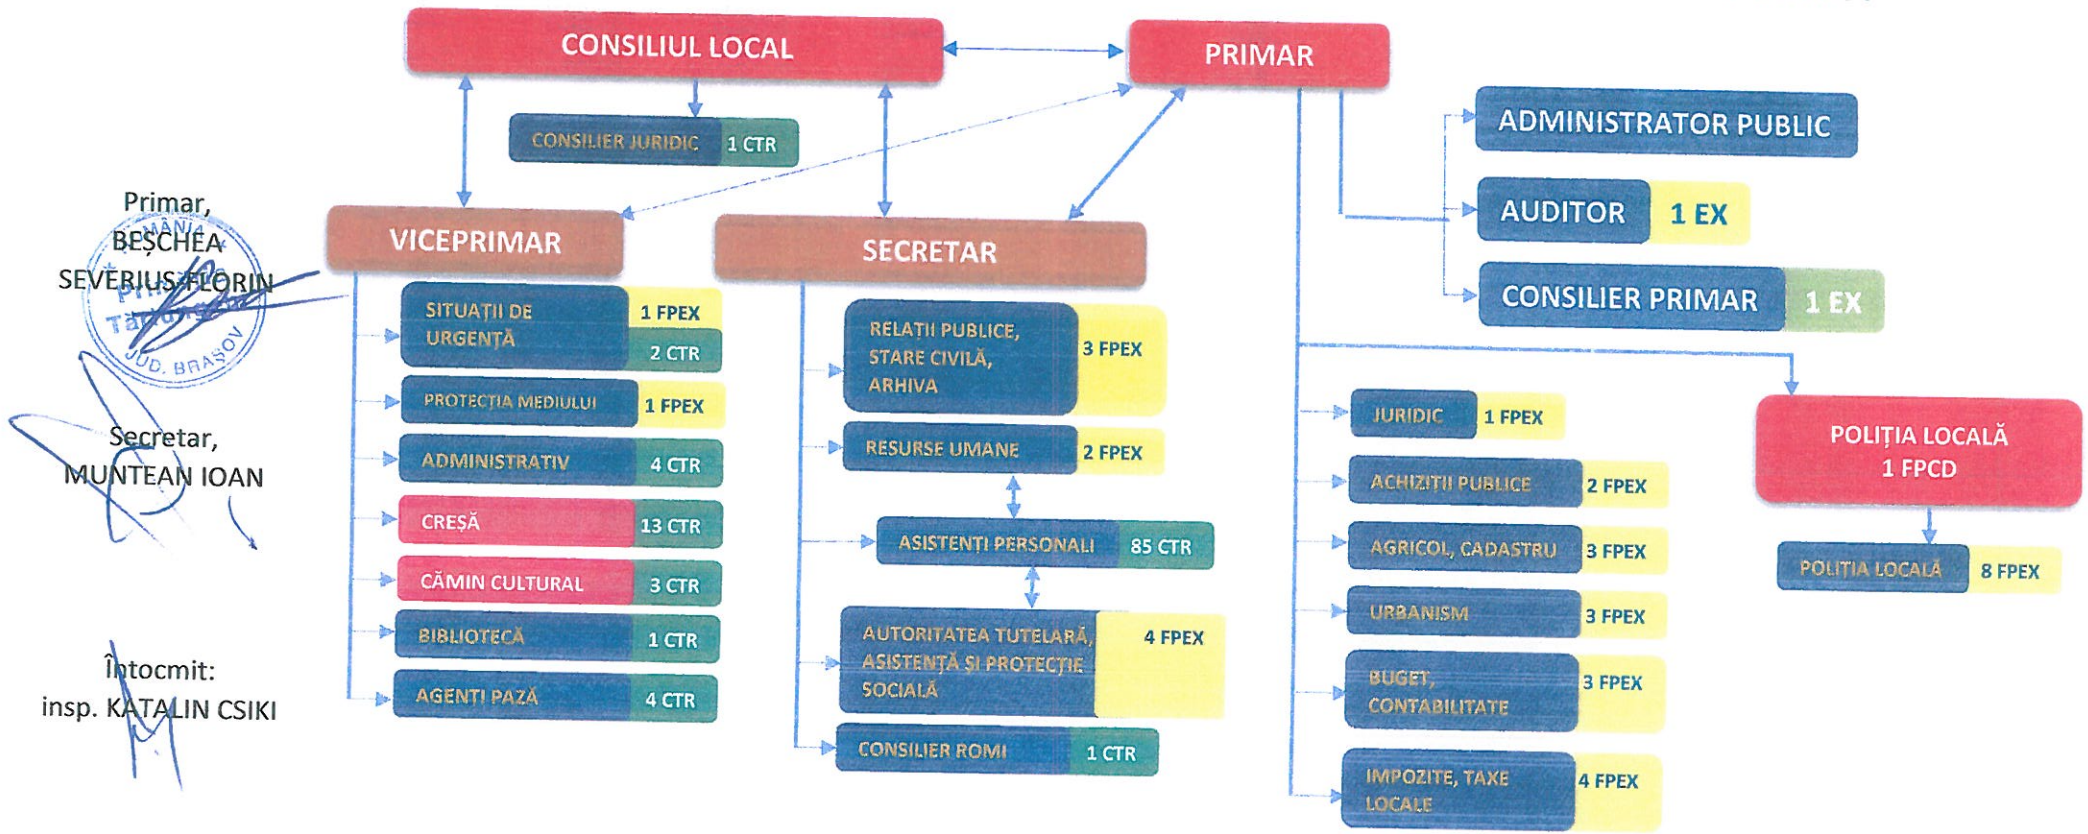 CONSILIUL LOCAL
PRIMAR
CONSILIER JURIDIC 1 CTR
ADMINISTRATOR PUBLIC
AUDITOR 1 EX
CONSILIER PRIMAR 1 EX
Primar,
BEȘCHEA
SEVERIUS-FLORIN
ROMÂNIA
Primăria
Tărlungeni
JUD. BRAȘOV
Secretar,
MUNTEAN IOAN
Întocmit:
insp. KATALIN CSIKI
VICEPRIMAR
SITUAȚII DE
URGENȚĂ
1 FPEX
2 CTR
PROTECȚIA MEDIULUI 1 FPEX
ADMINISTRATIV 4 CTR
CREȘĂ 13 CTR
CĂMIN CULTURAL 3 CTR
BIBLIOTECĂ 1 CTR
AGENTI PAZĂ 4 CTR
SECRETAR
RELAȚII PUBLICE,
STARE CIVILĂ,
ARHIVA
3 FPEX
RESURSE UMANE 2 FPEX
ASISTENȚI PERSONALI 85 CTR
AUTORITATEA TUTELARĂ,
ASISTENȚĂ ȘI PROTECȚIE
SOCIALĂ
4 FPEX
CONSILIER ROMI 1 CTR
JURIDIC 1 FPEX
ACHIZITII PUBLICE 2 FPEX
AGRICOL, CADASTRU 3 FPEX
URBANISM 3 FPEX
BUGET,
CONTABILITATE
3 FPEX
IMPOZITE, TAXE
LOCALE
4 FPEX
POLIȚIA LOCALĂ
1 FPCD
POLIȚIA LOCALĂ 8 FPEX